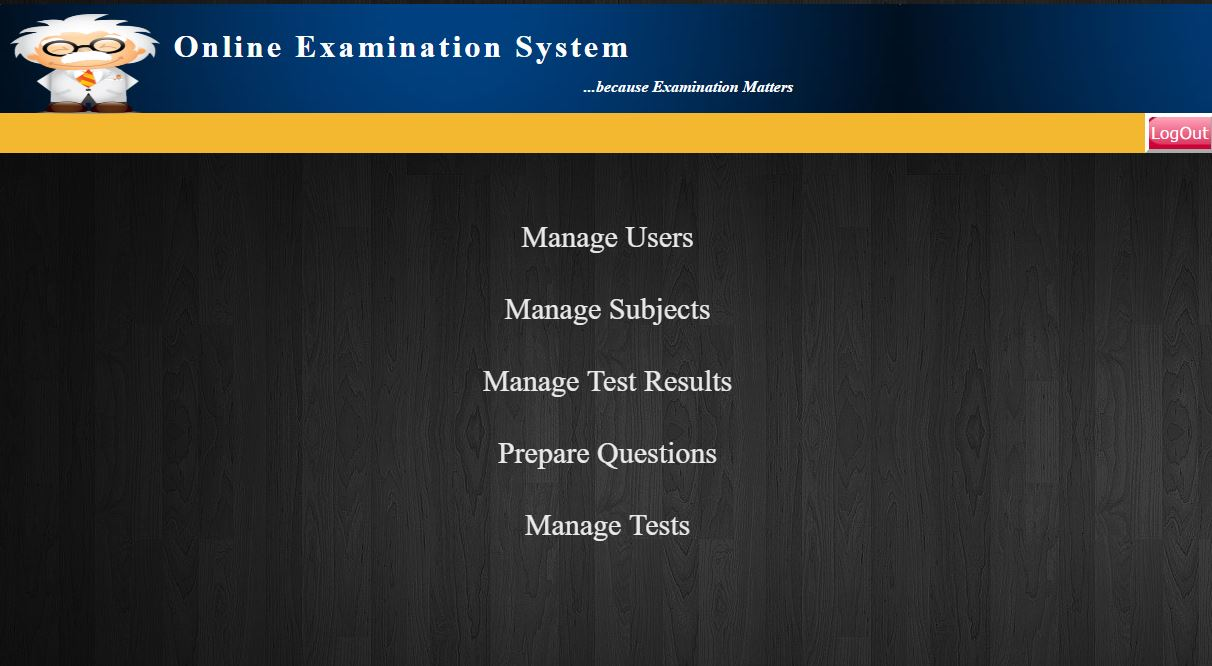 Online Examination System
...because Examination Matters
LogOut
Manage Users
Manage Subjects
Manage Test Results
Prepare Questions
Manage Tests